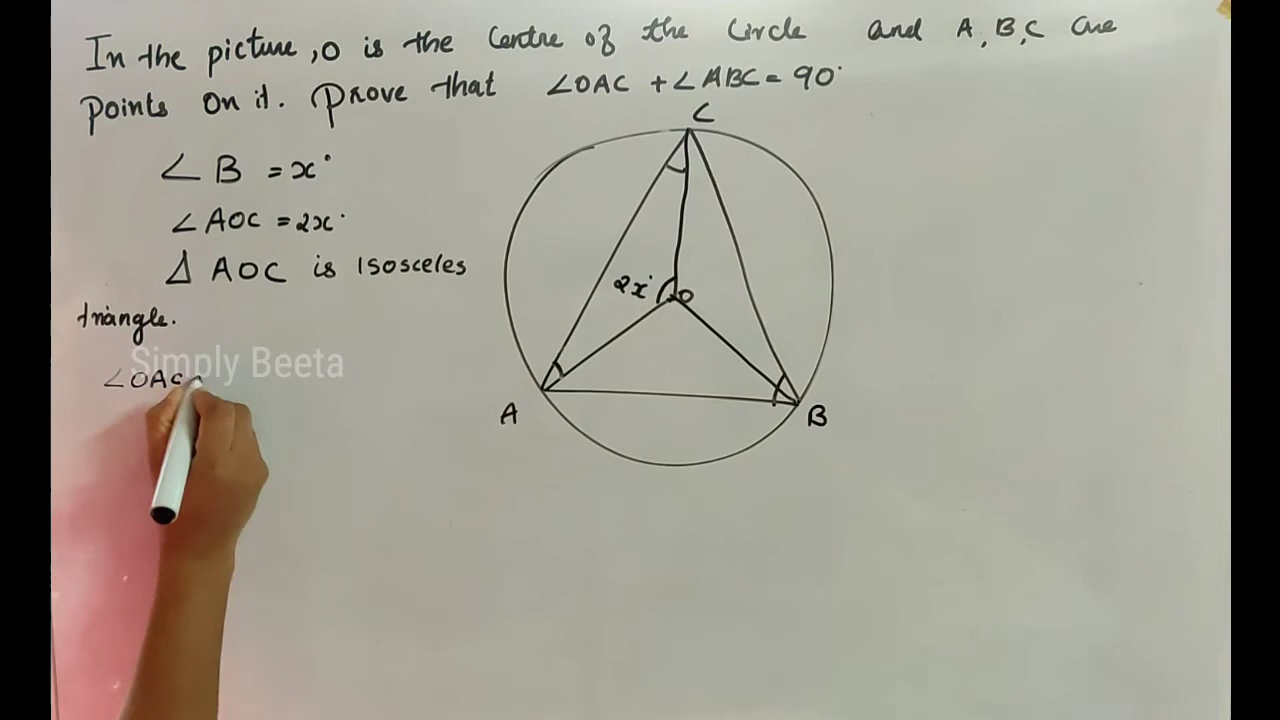 In the picture, O is the Centre of the Circle and A, B, C are
points on it. Prove that ∠OAC + ∠ABC = 90°
∠B = x°
∠AOC = 2x°
Δ AOC is Isosceles
triangle.
Simply Beeta
∠OAC
C
2x°
O
A
B